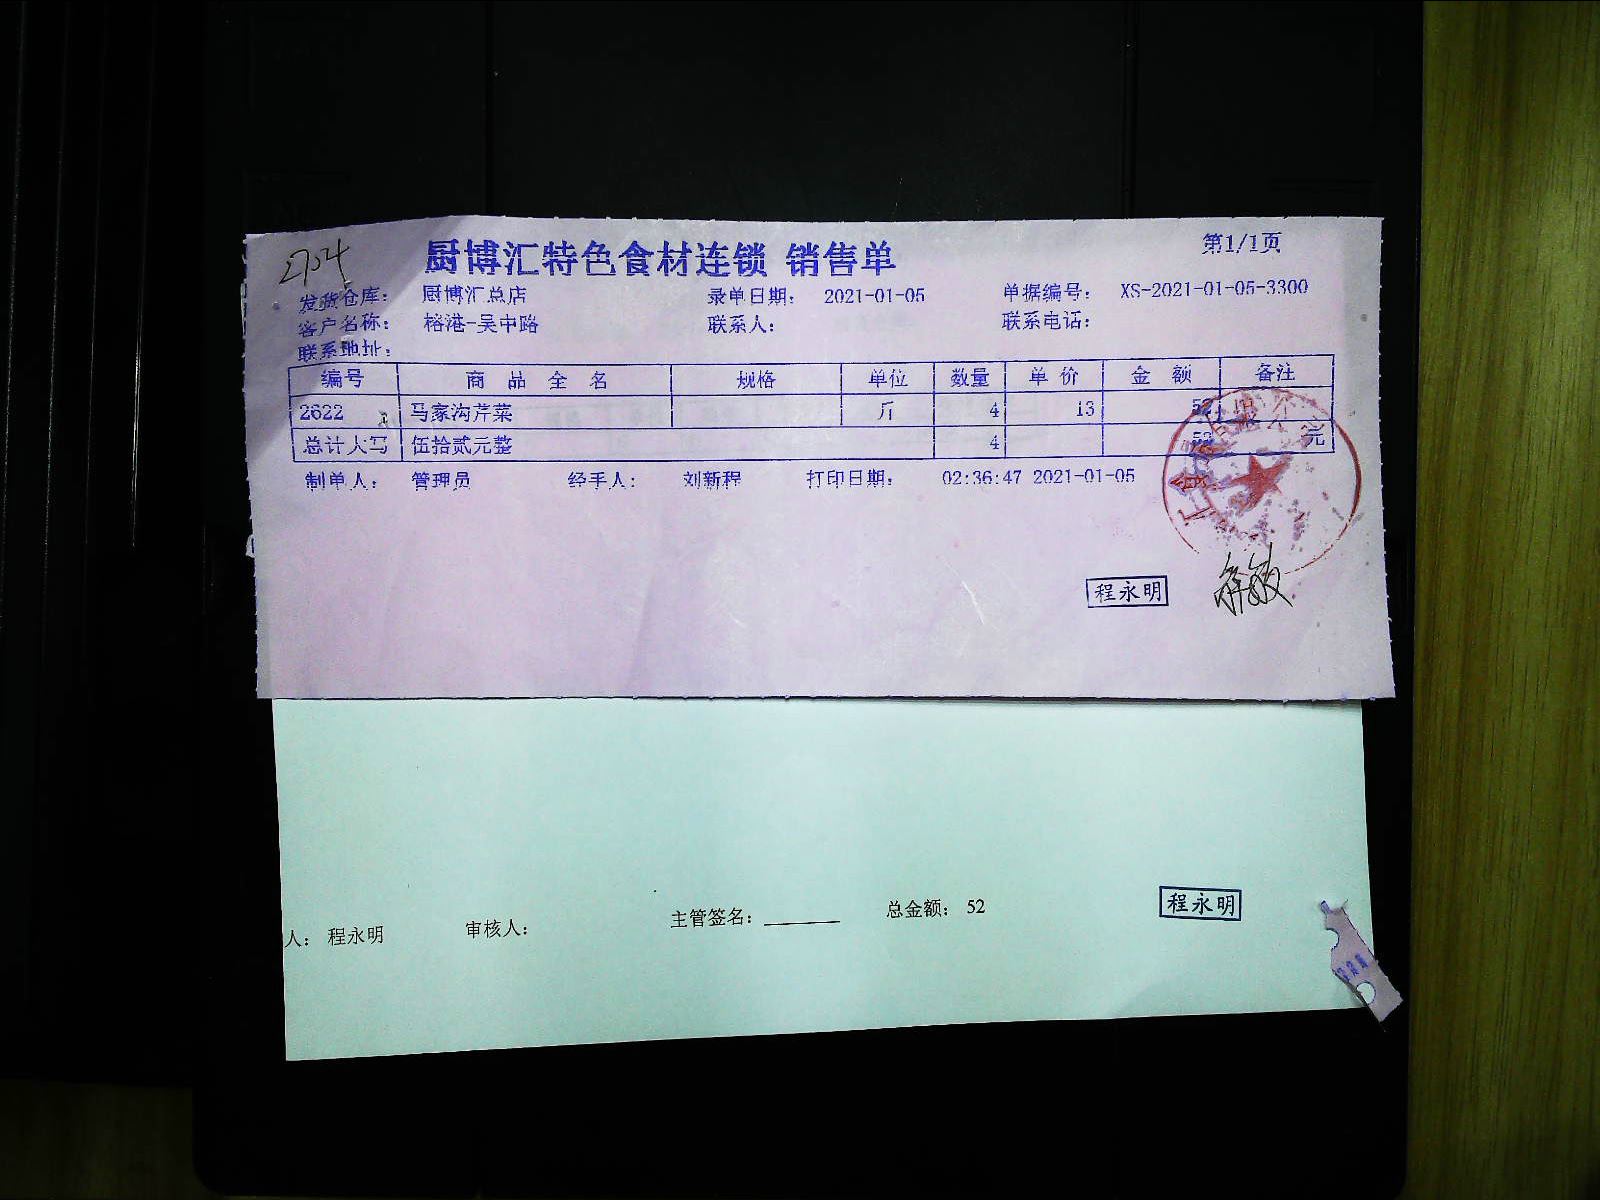 2704
厨博汇特色食材连锁 销售单
第1/1页
发货仓库： 厨博汇总店 录单日期： 2021-01-05 单据编号： XS-2021-01-05-3300
客户名称： 榕港-吴中路 联系人： 联系电话：
联系地址：
编号 商品全名 规格 单位 数量 单价 金额 备注
2622 马家沟芹菜 斤 4 13 52
总计大写 伍拾贰元整 4 52 元
制单人： 管理员 经手人： 刘新程 打印日期： 02:36:47 2021-01-05
程永明
人： 程永明 审核人： 主管签名： 总金额： 52 程永明